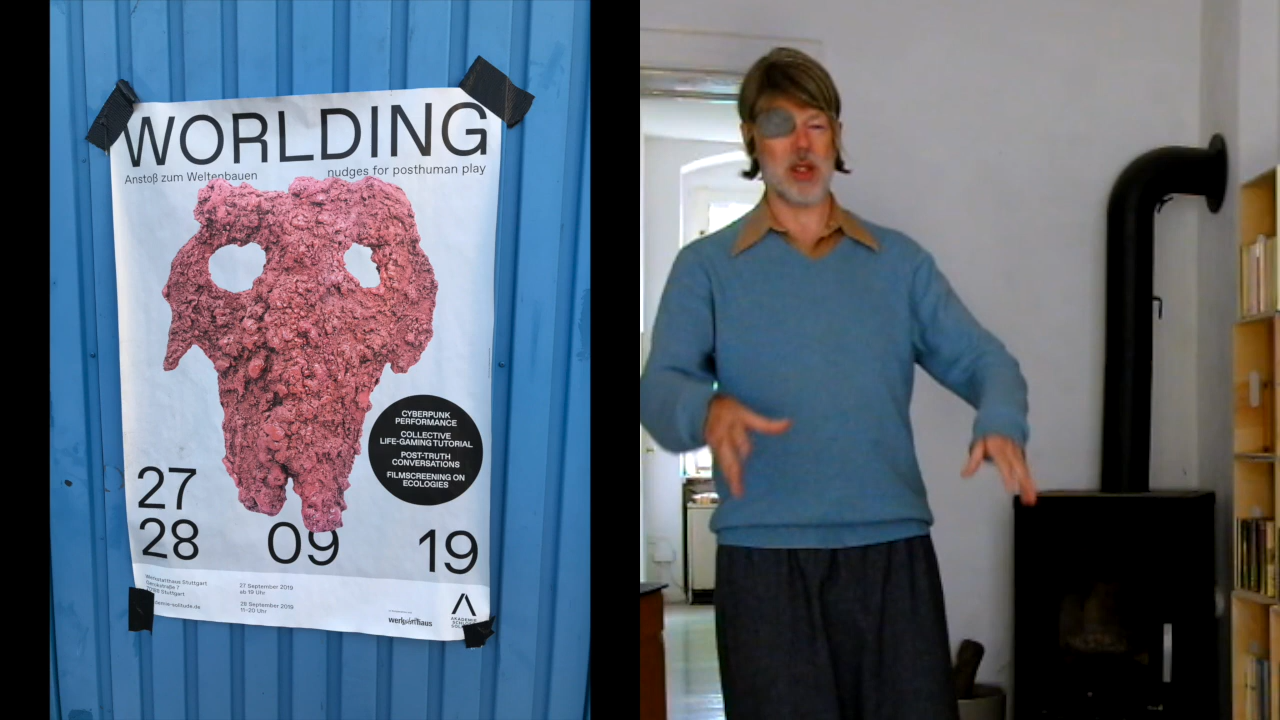 WORLDING
Anstoß zum Weltenbauen
nudges for posthuman play
CYBERPUNK
PERFORMANCE
COLLECTIVE
LIFE-GAMING TUTORIAL
POST-TRUTH
CONVERSATIONS
FILMSCREENING ON
ECOLOGIES
27
28 09 19
Werkstatthaus Stuttgart
Stuttgart
27 September 2019
ab 19 Uhr
28 September 2019
11-20 Uhr
werkstatthaus
AKADEMIE
SCHLOSS